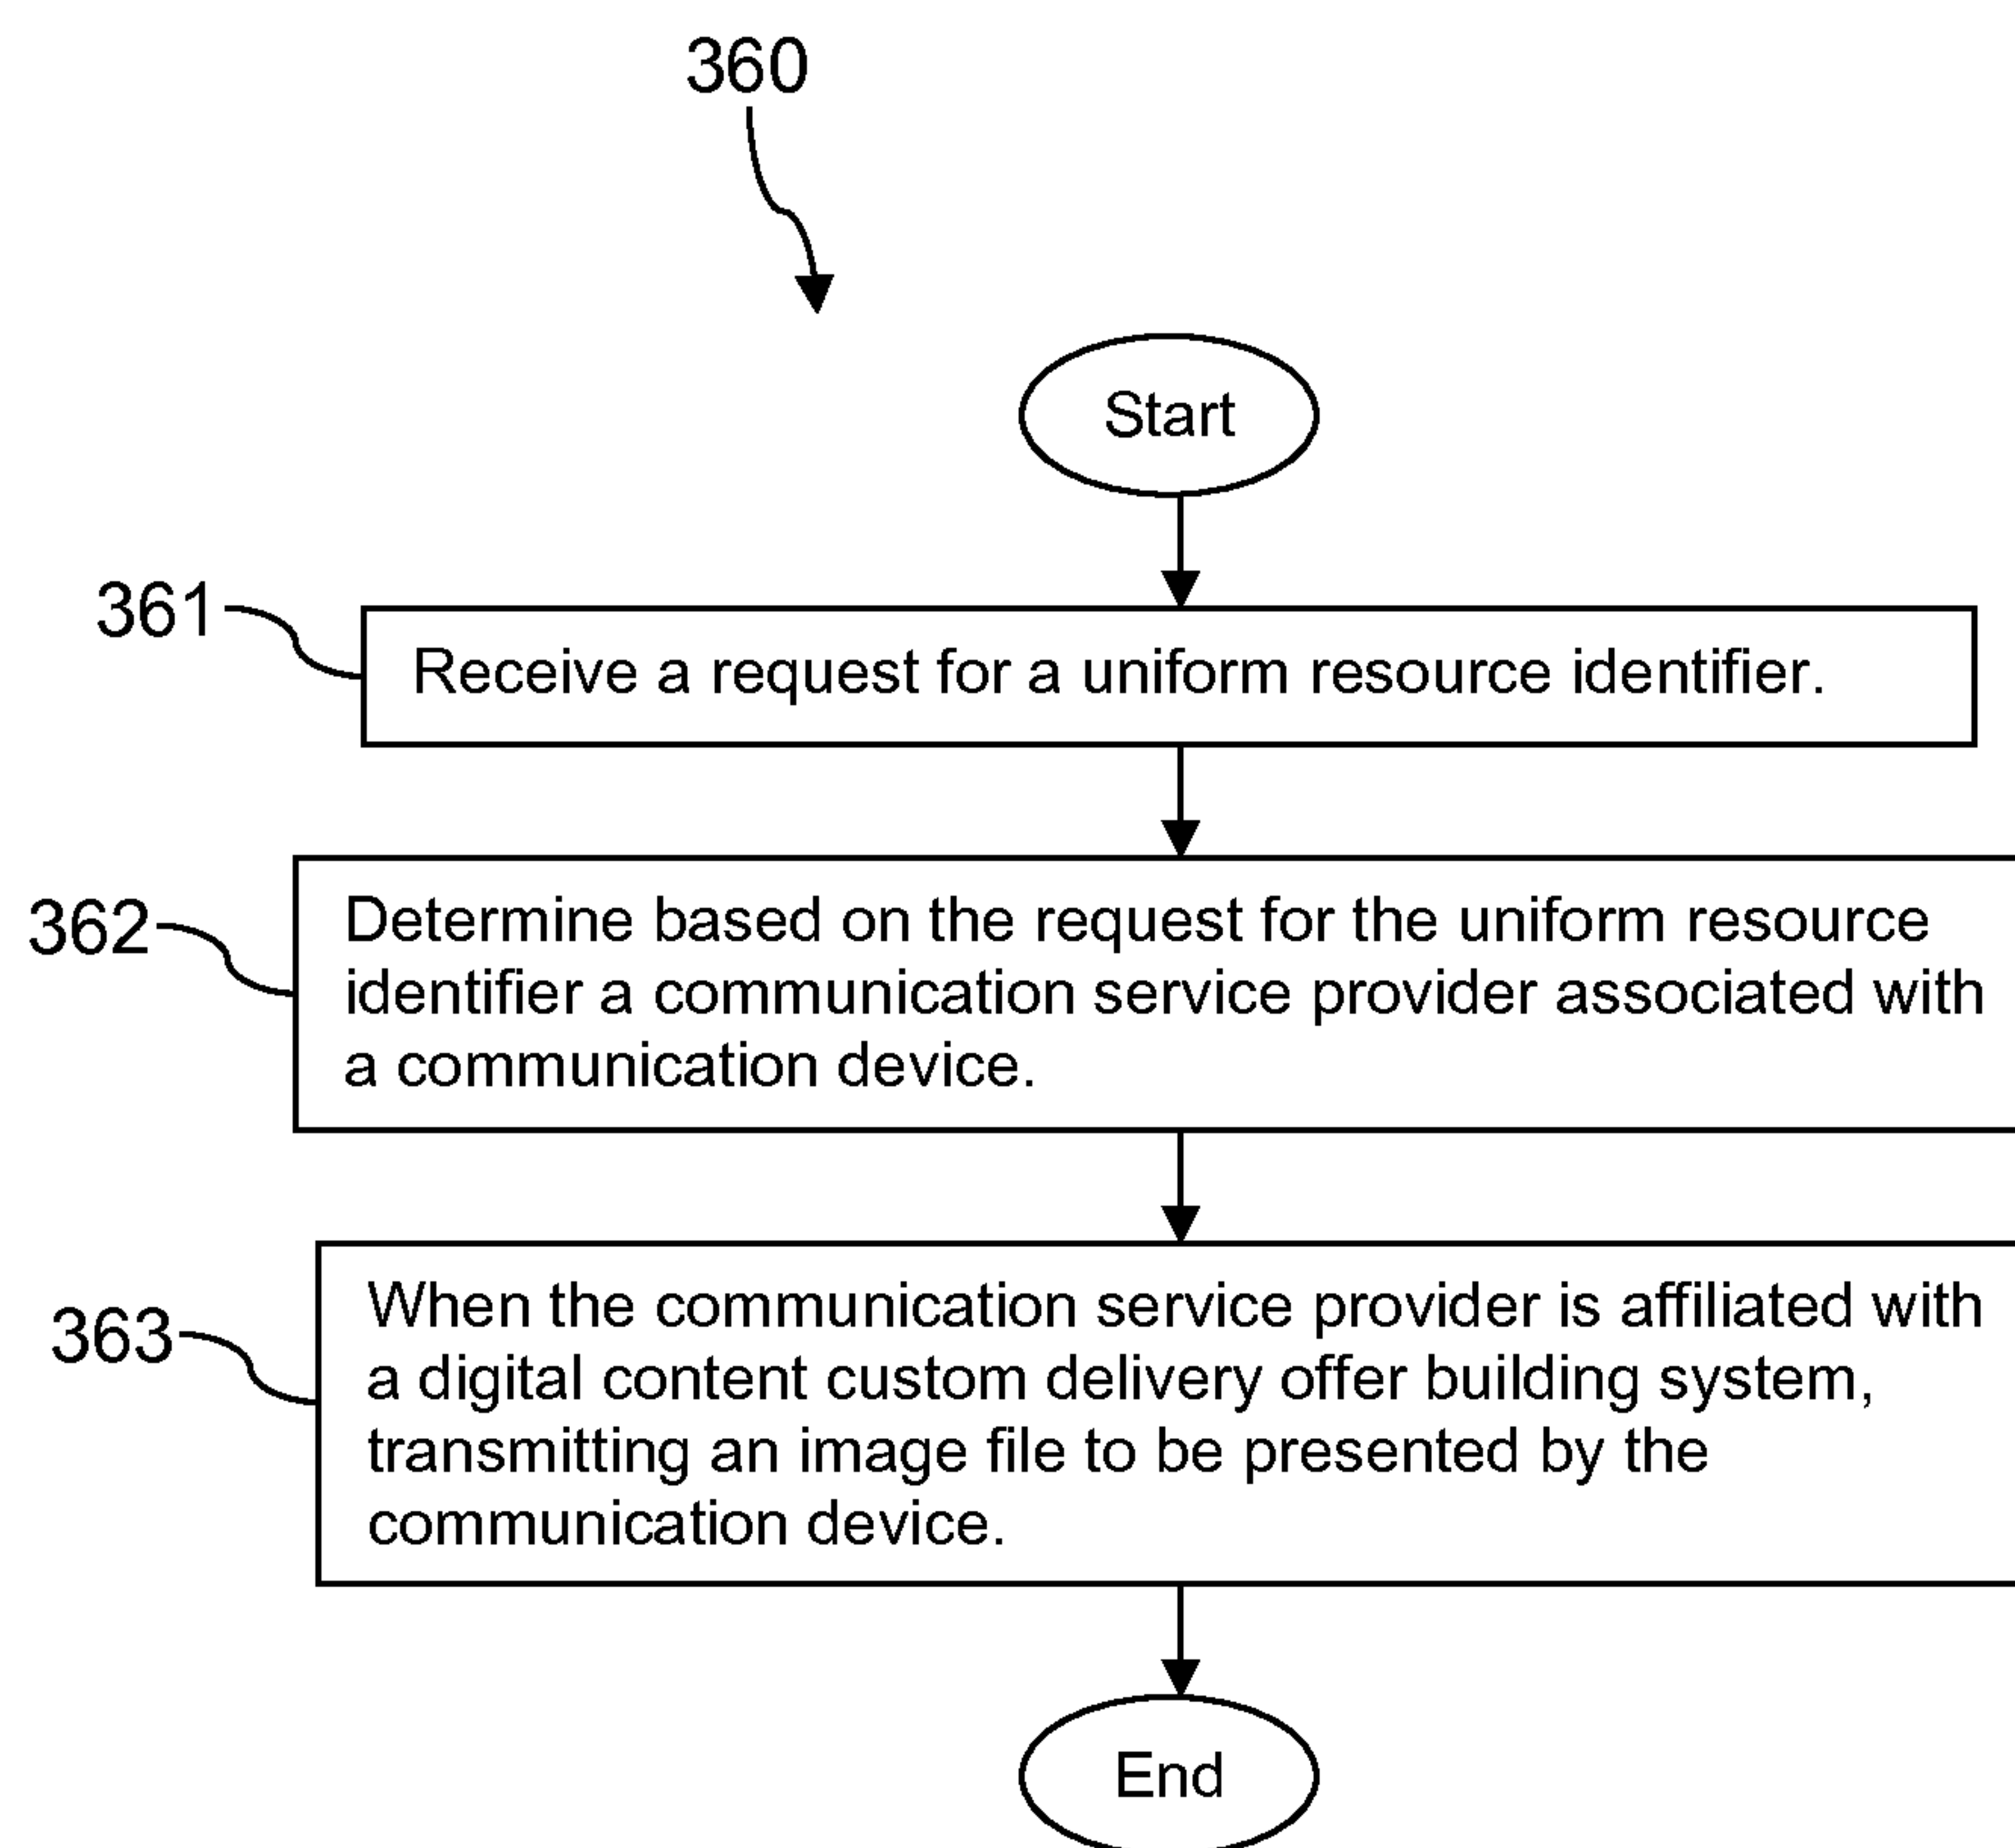 360
Start
361
Receive a request for a uniform resource identifier.
362
Determine based on the request for the uniform resource
identifier a communication service provider associated with
a communication device.
363
When the communication service provider is affiliated with
a digital content custom delivery offer building system,
transmitting an image file to be presented by the
communication device.
End